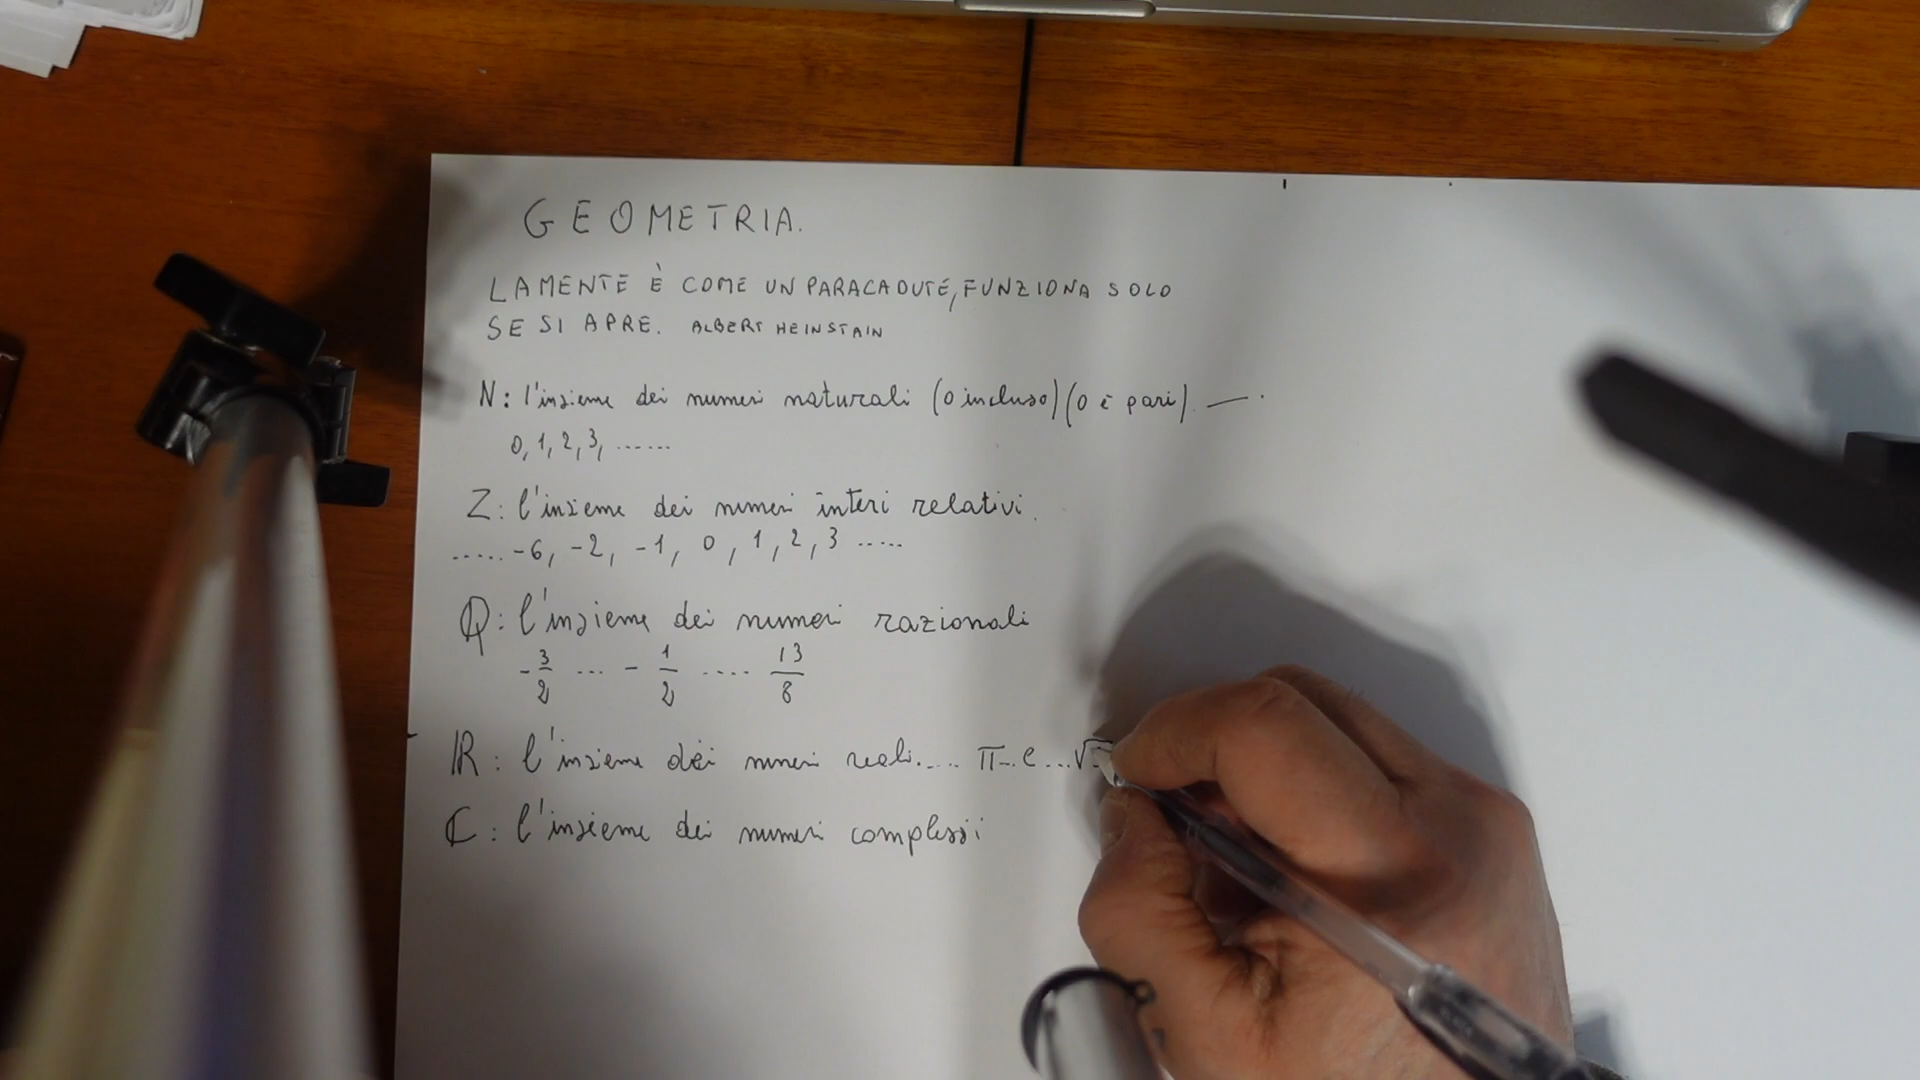 GEOMETRIA.
LA MENTE È COME UN PARACADUTE, FUNZIONA SOLO
SE SI APRE. ALBERT HEINSTAIN
N: l'insieme dei numeri naturali (0 incluso) (0 è pari).
0, 1, 2, 3, ......
Z: l'insieme dei numeri interi relativi.
..... -6, -2, -1, 0, 1, 2, 3 .....
Q: l'insieme dei numeri razionali
-3/2 ... -1/2 .... 13/8
R: l'insieme dei numeri reali.... π... e ...√
C: l'insieme dei numeri complessi